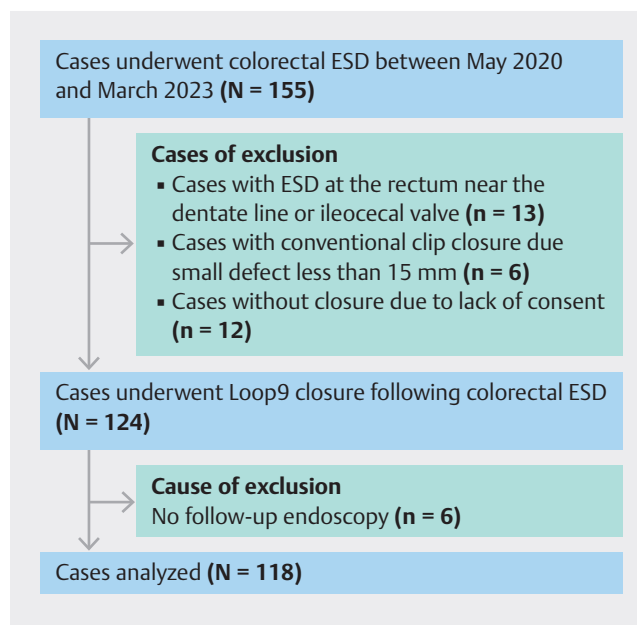 Cases underwent colorectal ESD between May 2020
and March 2023 (N = 155)
Cases of exclusion
▪ Cases with ESD at the rectum near the
dentate line or ileocecal valve (n = 13)
▪ Cases with conventional clip closure due
small defect less than 15 mm (n = 6)
▪ Cases without closure due to lack of consent
(n = 12)
Cases underwent Loop9 closure following colorectal ESD
(N = 124)
Cause of exclusion
No follow-up endoscopy (n = 6)
Cases analyzed (N = 118)